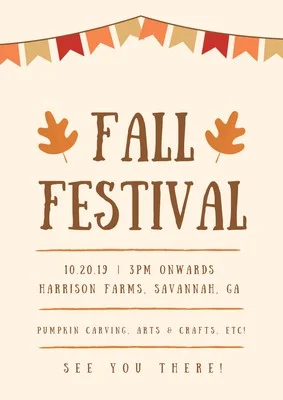 FALL
FESTIVAL
10.20.19 | 3PM ONWARDS
HARRISON FARMS, SAVANNAH, GA
PUMPKIN CARVING, ARTS & CRAFTS, ETC!
SEE YOU THERE!